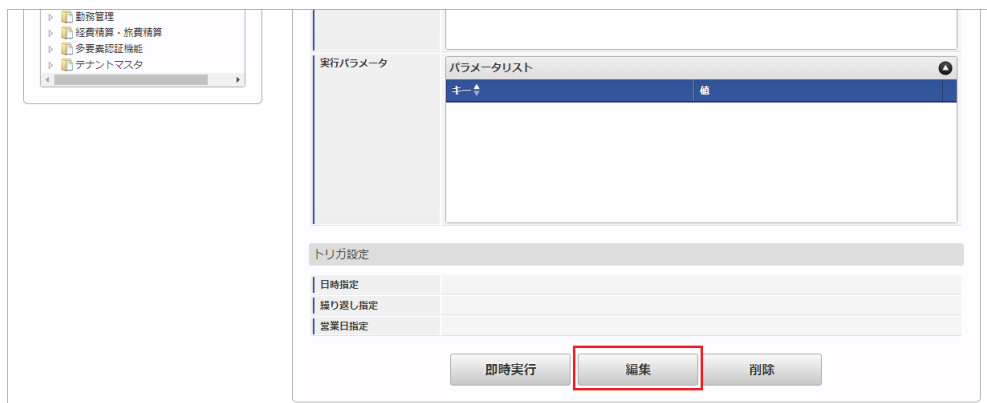 勤務管理
経費精算・旅費精算
多要素認証機能
テナントマスタ
実行パラメータ
パラメータリスト
キー 値
トリガ設定
日時指定
繰り返し指定
営業日指定
即時実行 編集 削除